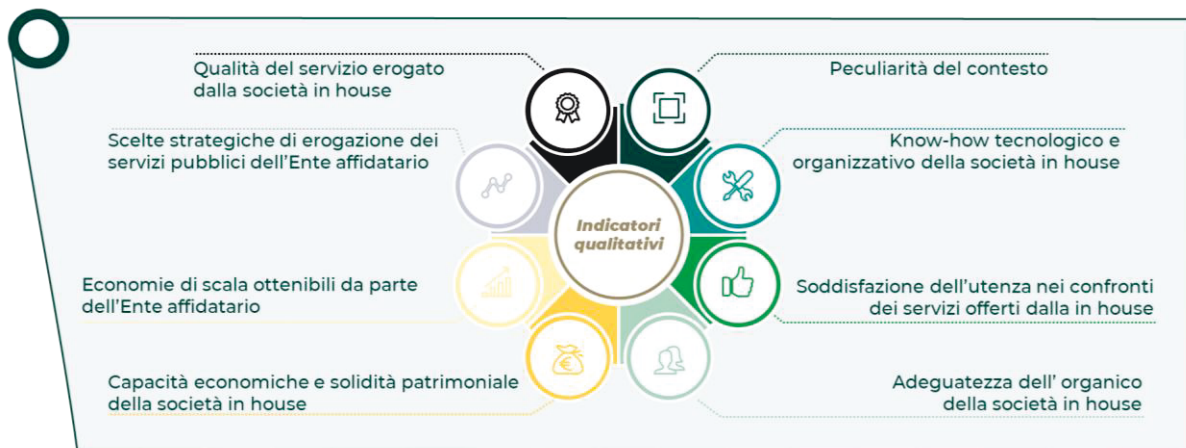 Qualità del servizio erogato
dalla società in house
Peculiarità del contesto
Scelte strategiche di erogazione dei
servizi pubblici dell'Ente affidatario
Know-how tecnologico e
organizzativo della società in house
Indicatori
qualitativi
Economie di scala ottenibili da parte
dell'Ente affidatario
Soddisfazione dell'utenza nei confronti
dei servizi offerti dalla in house
Capacità economiche e solidità patrimoniale
della società in house
Adeguatezza dell' organico
della società in house